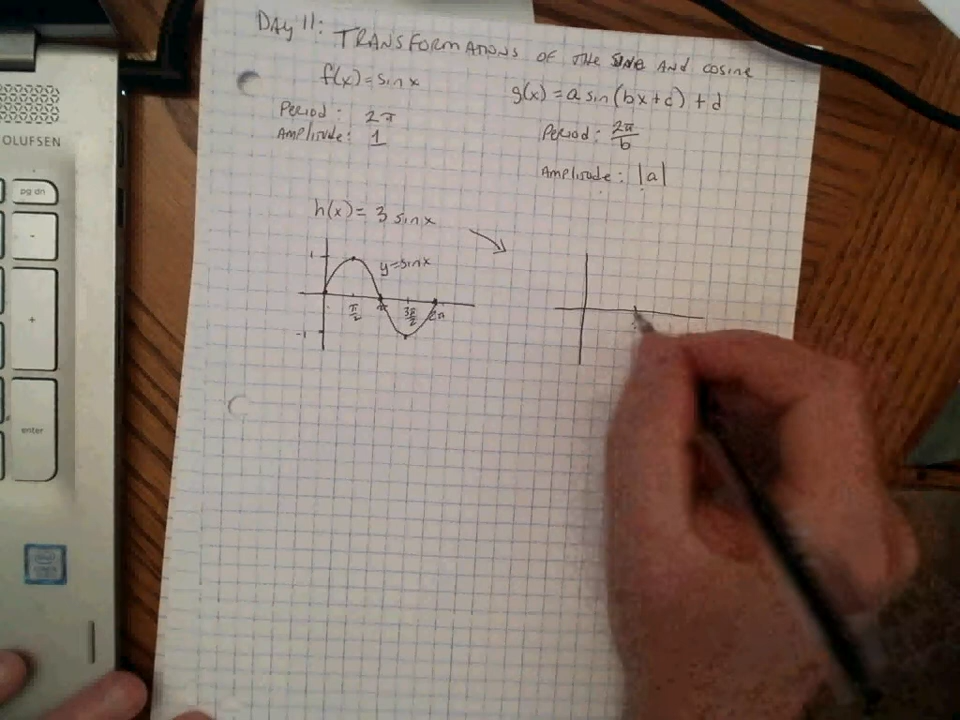 DAY 11: TRANSFORMATIONS OF THE SINE AND COSINE
f(x) = sin x
g(x) = a sin(bx+c) + d
Period: 2π
Amplitude: 1
Period: 2π/b
Amplitude: |a|
h(x) = 3 sin x
1
y=sin x
π/2 π 3π/2 2π
-1
OLUFSEN
pg dn
-
+
enter